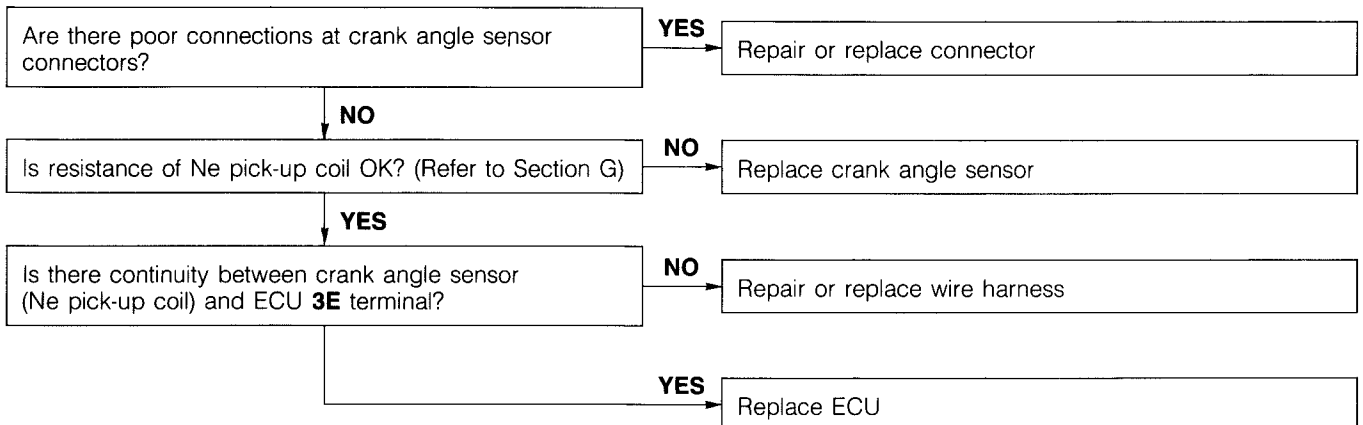 Are there poor connections at crank angle sensor
connectors?
YES
Repair or replace connector
NO
Is resistance of Ne pick-up coil OK? (Refer to Section G)
NO
Replace crank angle sensor
YES
Is there continuity between crank angle sensor
(Ne pick-up coil) and ECU 3E terminal?
NO
Repair or replace wire harness
YES
Replace ECU